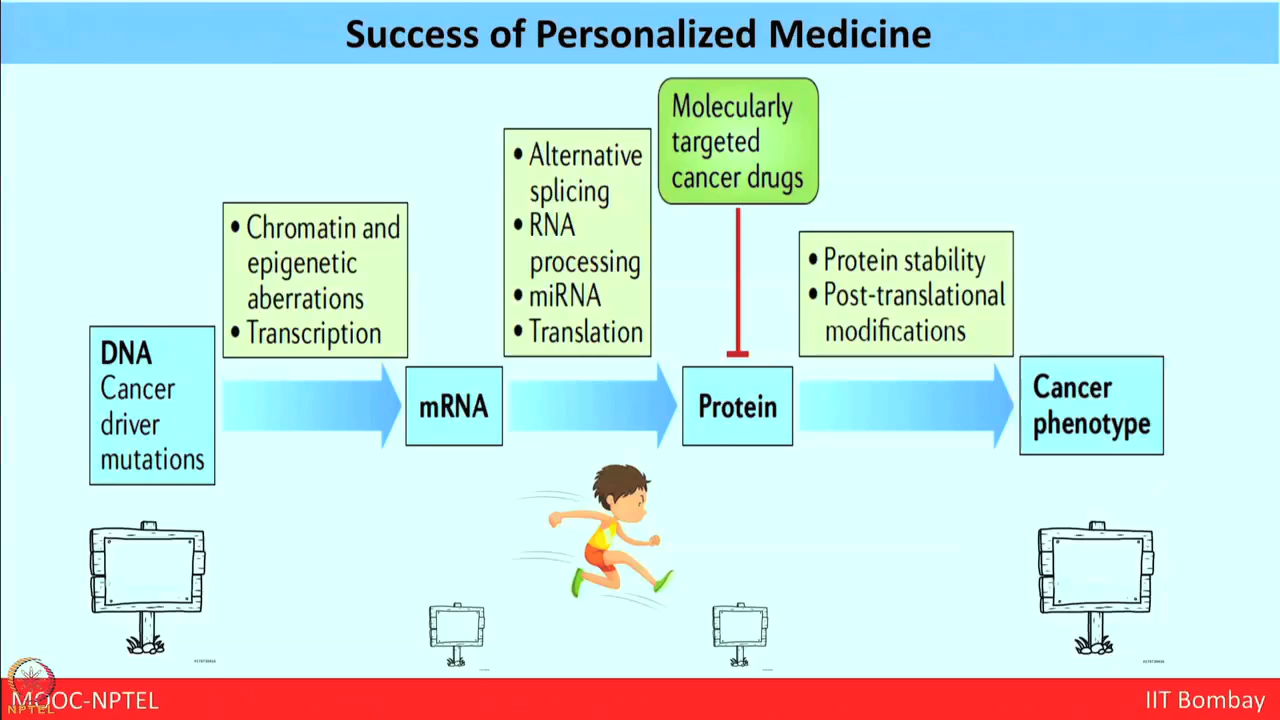 Success of Personalized Medicine
Molecularly
targeted
cancer drugs
• Alternative
splicing
• RNA
processing
• miRNA
• Translation
• Chromatin and
epigenetic
aberrations
• Transcription
• Protein stability
• Post-translational
modifications
DNA
Cancer
driver
mutations
mRNA
Protein
Cancer
phenotype
MOOC-NPTEL
NPTEL
IIT Bombay